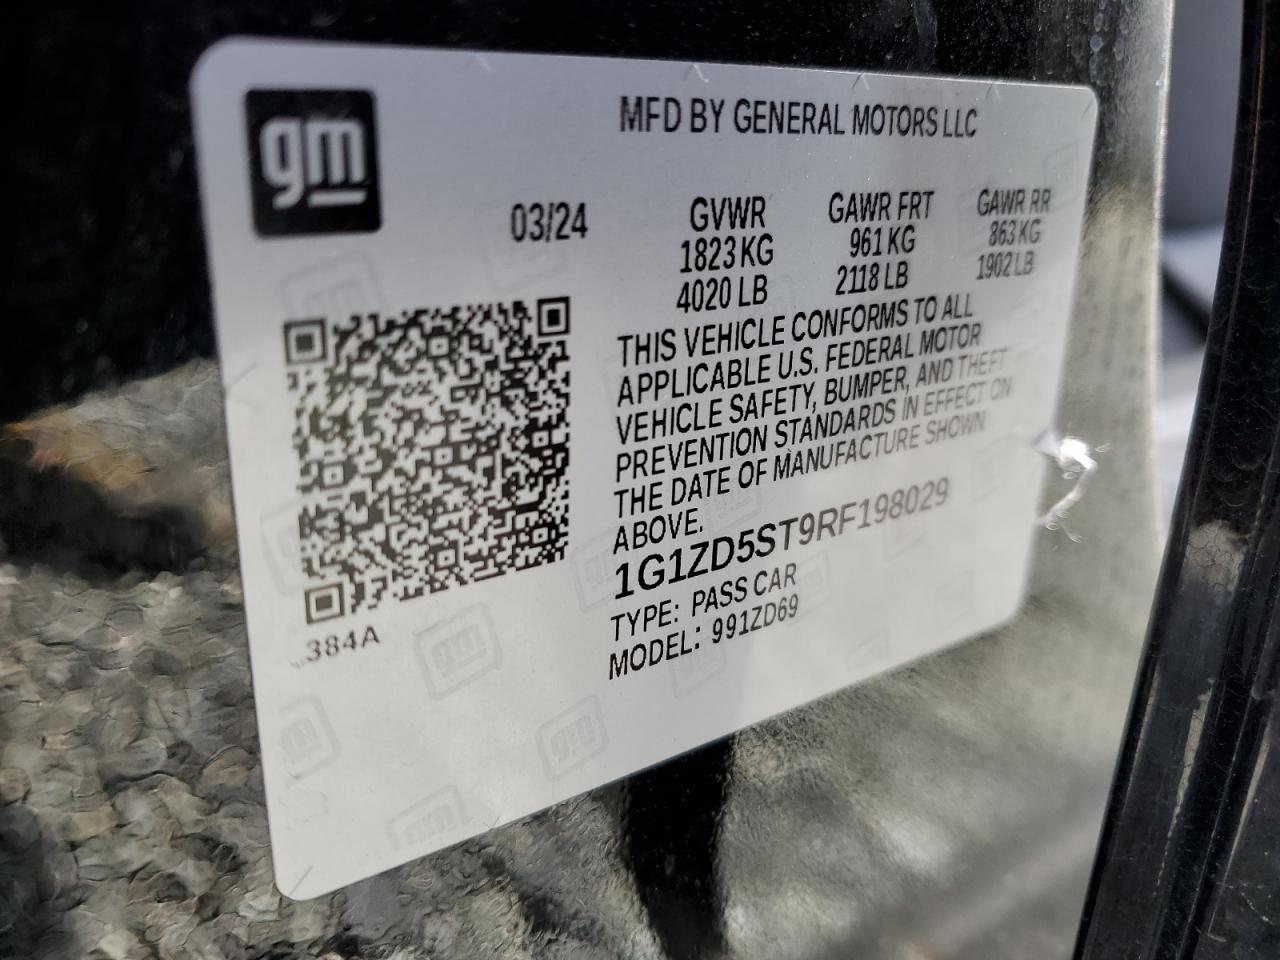 gm
MFD BY GENERAL MOTORS LLC
03/24
GVWR
1823 KG
4020 LB
GAWR FRT
961 KG
2118 LB
GAWR RR
863 KG
1902 LB
THIS VEHICLE CONFORMS TO ALL
APPLICABLE U.S. FEDERAL MOTOR
VEHICLE SAFETY, BUMPER, AND THEFT
PREVENTION STANDARDS IN EFFECT ON
THE DATE OF MANUFACTURE SHOWN
ABOVE.
1G1ZD5ST9RF198029
TYPE: PASS CAR
MODEL: 991ZD69
384A